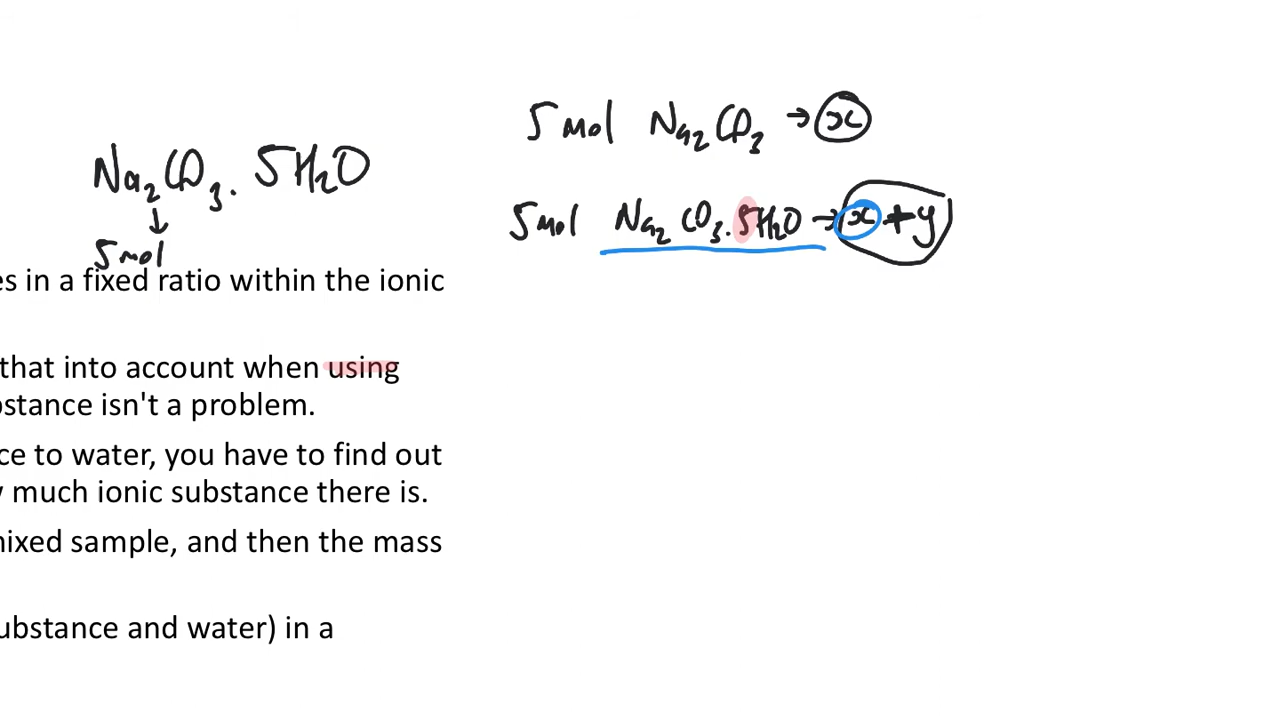 5 mol Na₂CO₃ → x
Na₂CO₃. 5H₂O
5 mol Na₂CO₃.5H₂O → x + y
↓
5 mol
es in a fixed ratio within the ionic
that into account when using
ostance isn't a problem.
ce to water, you have to find out
much ionic substance there is.
nixed sample, and then the mass
ubstance and water) in a